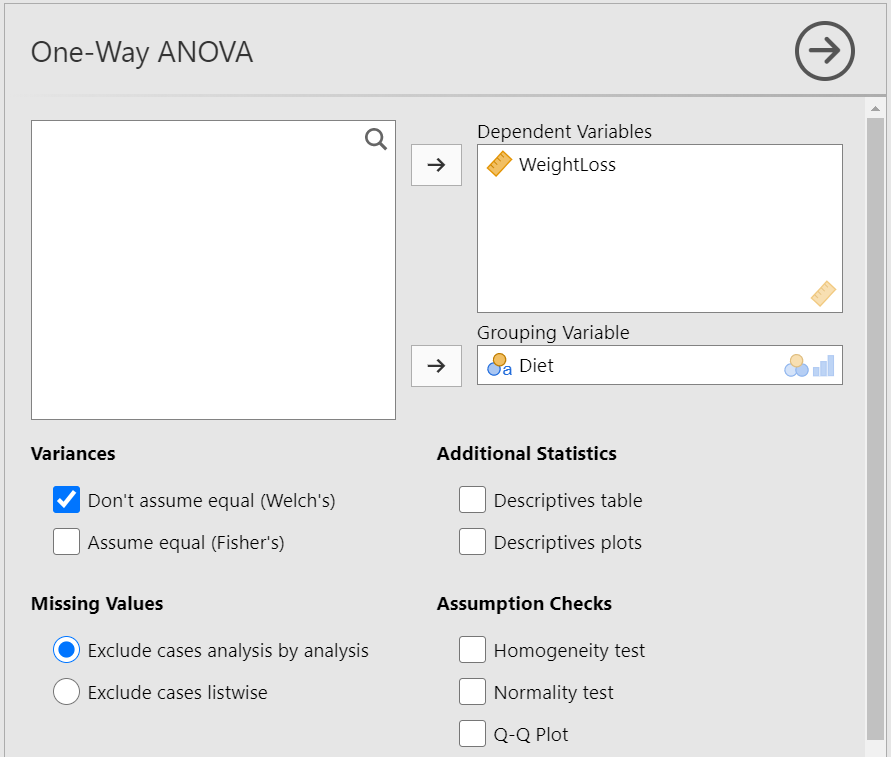 One-Way ANOVA
Dependent Variables
WeightLoss
Grouping Variable
a Diet
Variances
Don't assume equal (Welch's)
Assume equal (Fisher's)
Additional Statistics
Descriptives table
Descriptives plots
Missing Values
Exclude cases analysis by analysis
Exclude cases listwise
Assumption Checks
Homogeneity test
Normality test
Q-Q Plot